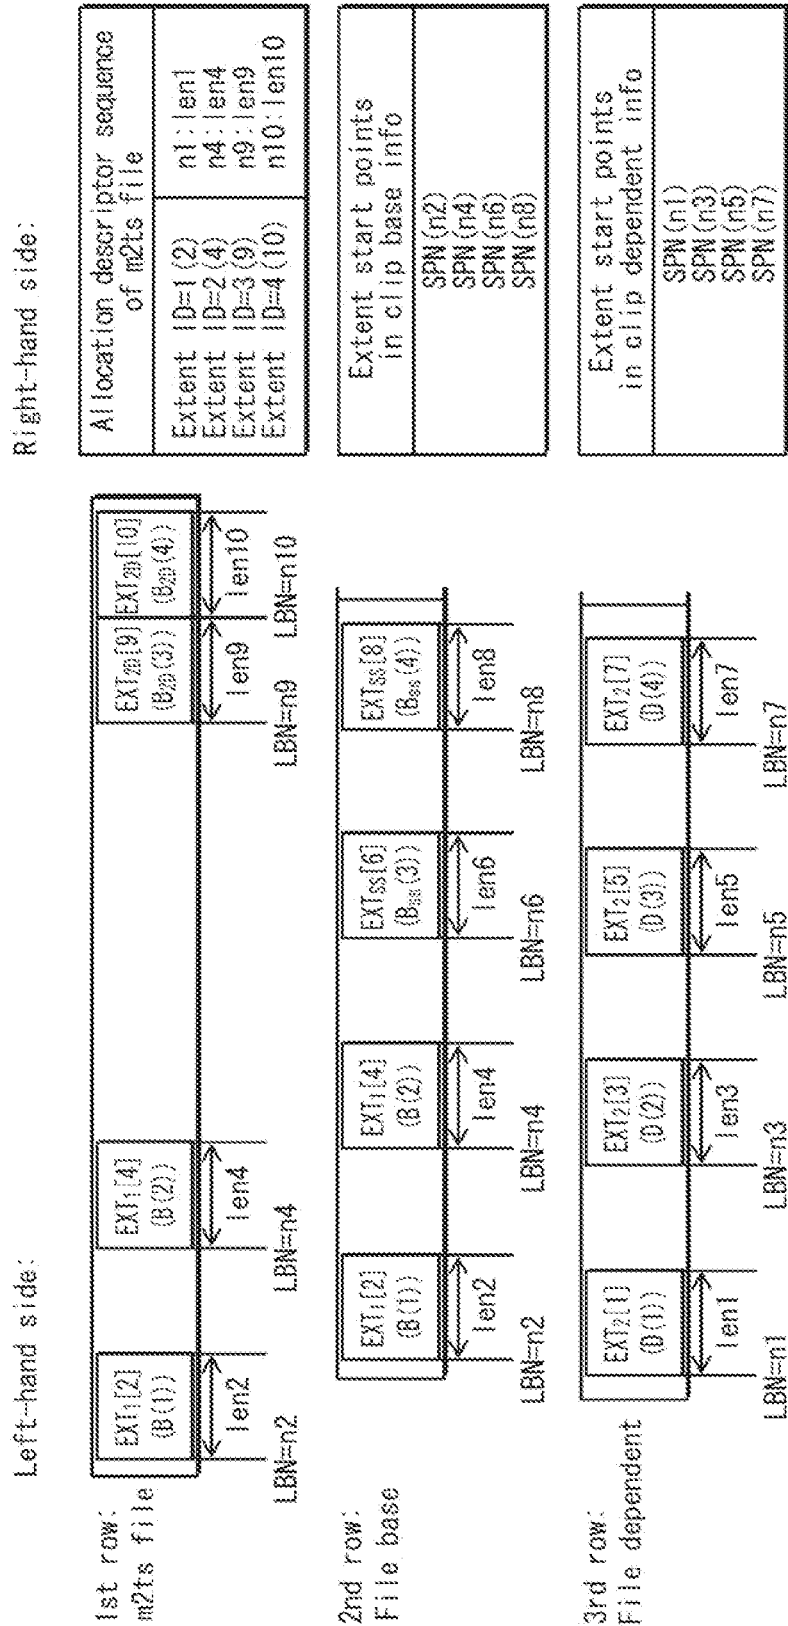 Left-hand side:
Right-hand side:
1st row:
m2ts file
EXT1[2]
(B(1))
len2
LBN=n2
EXT1[4]
(B(2))
len4
LBN=n4
EXT2D[9]
(B2D(3))
len9
LBN=n9
EXT2D[10]
(B2D(4))
len10
LBN=n10
Allocation descriptor sequence
of m2ts file
Extent ID=1(2) n1:len1
Extent ID=2(4) n4:len4
Extent ID=3(9) n9:len9
Extent ID=4(10) n10:len10
2nd row:
File base
EXT1[2]
(B(1))
len2
LBN=n2
EXT1[4]
(B(2))
len4
LBN=n4
EXTSS[6]
(BSS(3))
len6
LBN=n6
EXTSS[8]
(BSS(4))
len8
LBN=n8
Extent start points
in clip base info
SPN(n2)
SPN(n4)
SPN(n6)
SPN(n8)
3rd row:
File dependent
EXT2[1]
(D(1))
len1
LBN=n1
EXT2[3]
(D(2))
len3
LBN=n3
EXT2[5]
(D(3))
len5
LBN=n5
EXT2[7]
(D(4))
len7
LBN=n7
Extent start points
in clip dependent info
SPN(n1)
SPN(n3)
SPN(n5)
SPN(n7)